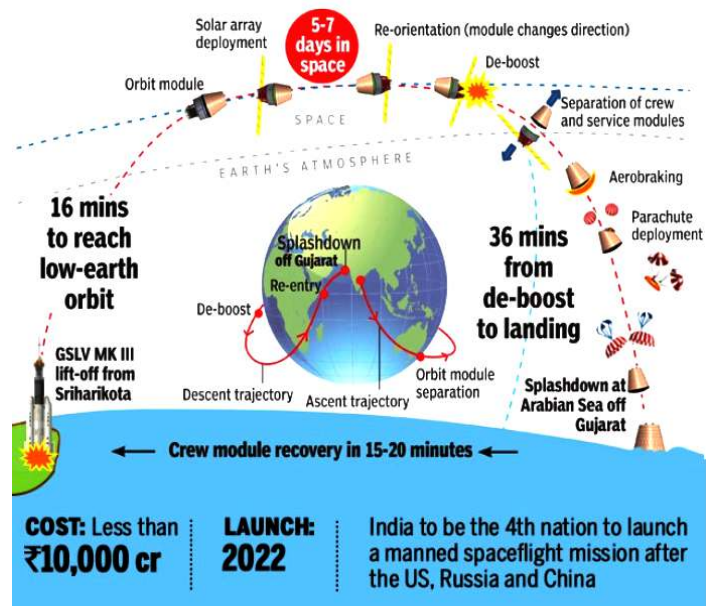 Solar array
deployment
5-7
days in
space
Re-orientation (module changes direction)
De-boost
Orbit module
Separation of crew
and service modules
SPACE
EARTH'S ATMOSPHERE
Aerobraking
Parachute
deployment
16 mins
to reach
low-earth
orbit
36 mins
from
de-boost
to landing
Splashdown
off Gujarat
Re-entry
De-boost
Descent trajectory
Ascent trajectory
Orbit module
separation
GSLV MK III
lift-off from
Sriharikota
Splashdown at
Arabian Sea off
Gujarat
Crew module recovery in 15-20 minutes
COST: Less than
₹10,000 cr
LAUNCH:
2022
India to be the 4th nation to launch
a manned spaceflight mission after
the US, Russia and China